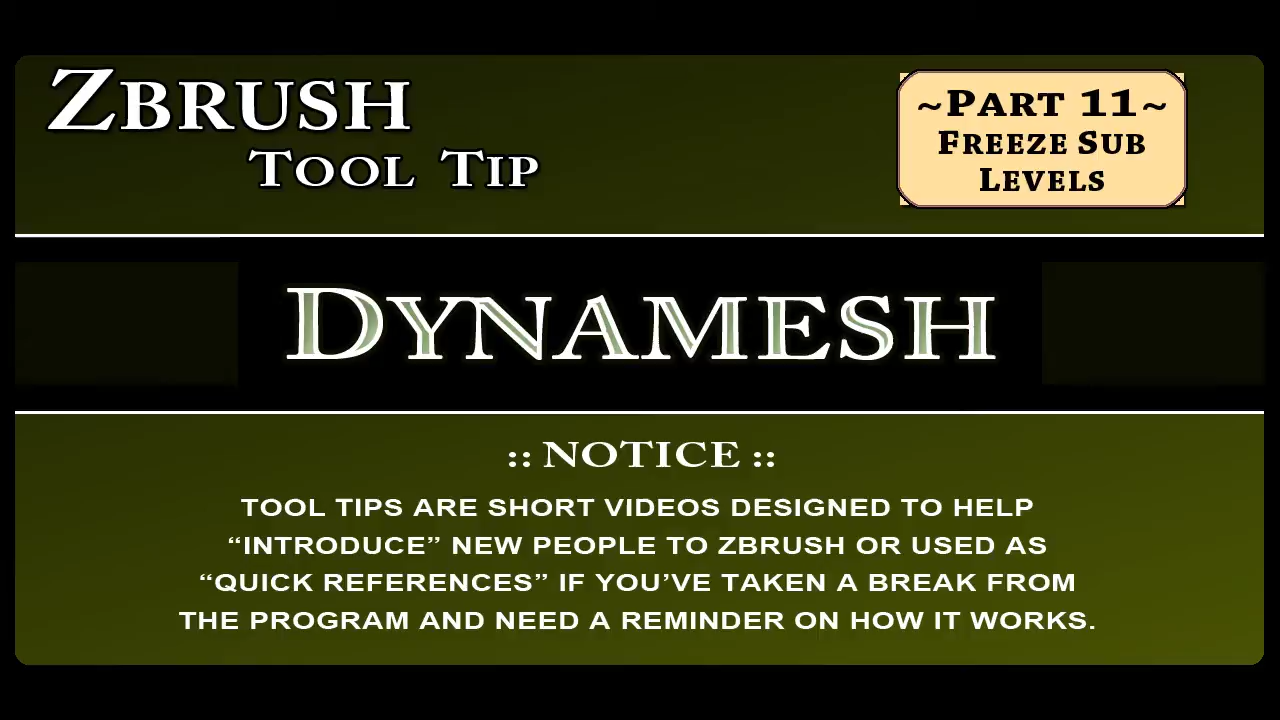 ZBRUSH
TOOL TIP
~PART 11~
FREEZE SUB
LEVELS
DYNAMESH
:: NOTICE ::
TOOL TIPS ARE SHORT VIDEOS DESIGNED TO HELP
“INTRODUCE” NEW PEOPLE TO ZBRUSH OR USED AS
“QUICK REFERENCES” IF YOU’VE TAKEN A BREAK FROM
THE PROGRAM AND NEED A REMINDER ON HOW IT WORKS.